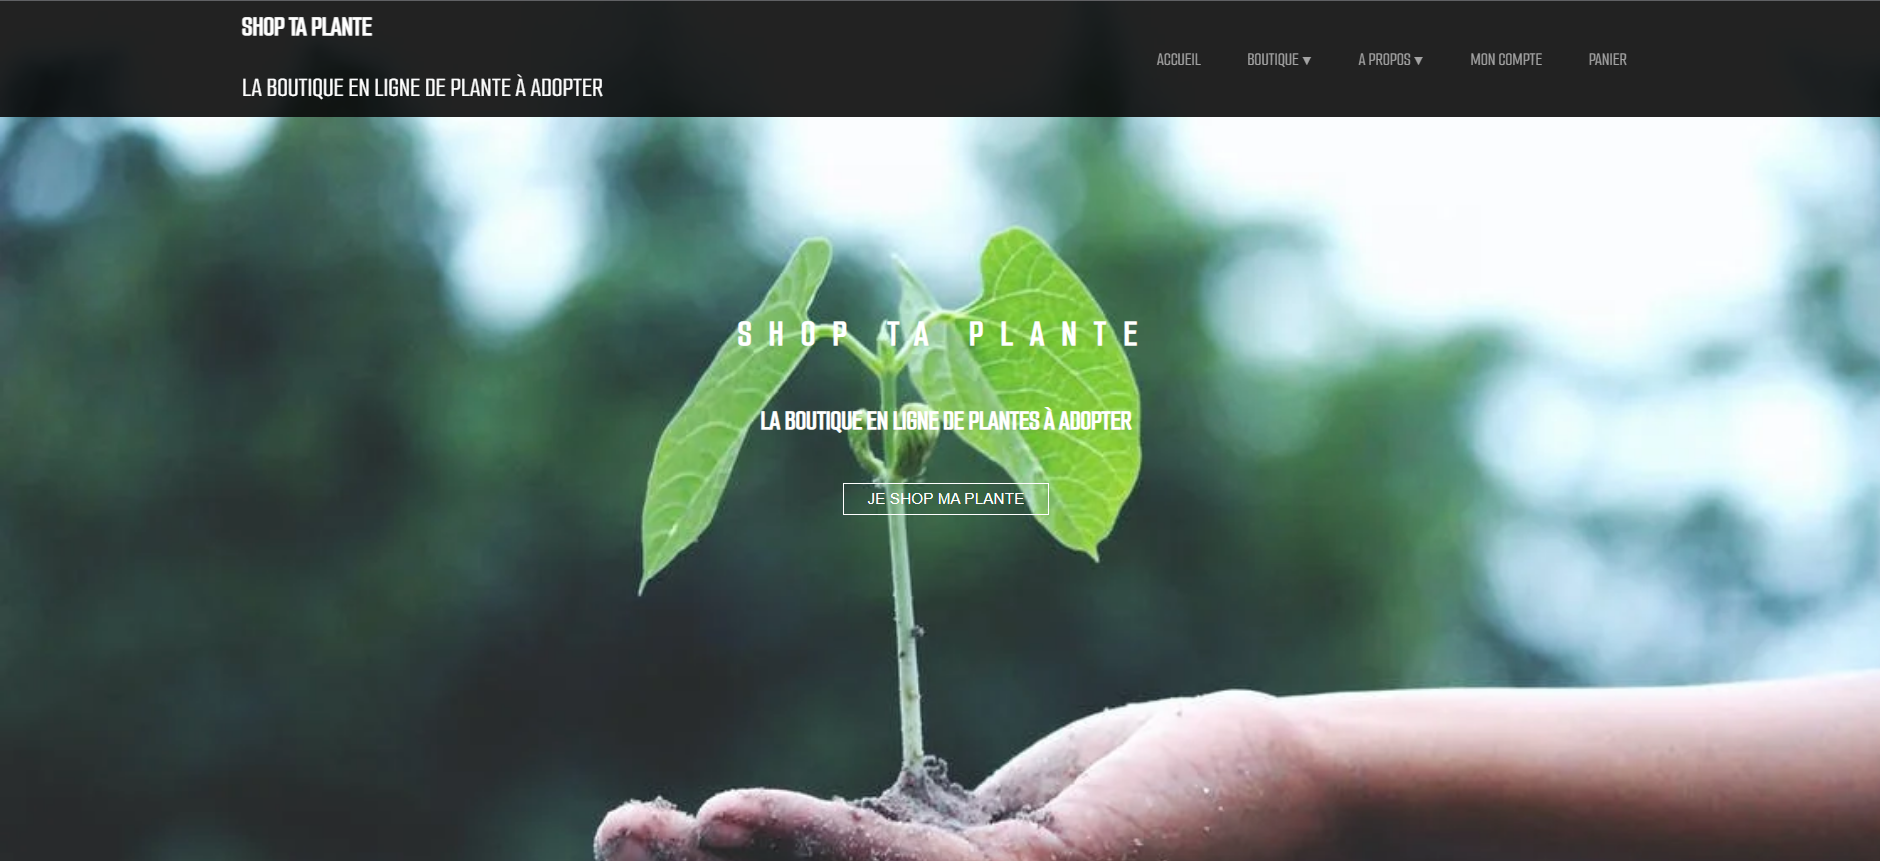 SHOP TA PLANTE
LA BOUTIQUE EN LIGNE DE PLANTE À ADOPTER
ACCUEIL
BOUTIQUE ▼
A PROPOS ▼
MON COMPTE
PANIER
SHOP TA PLANTE
LA BOUTIQUE EN LIGNE DE PLANTES À ADOPTER
JE SHOP MA PLANTE